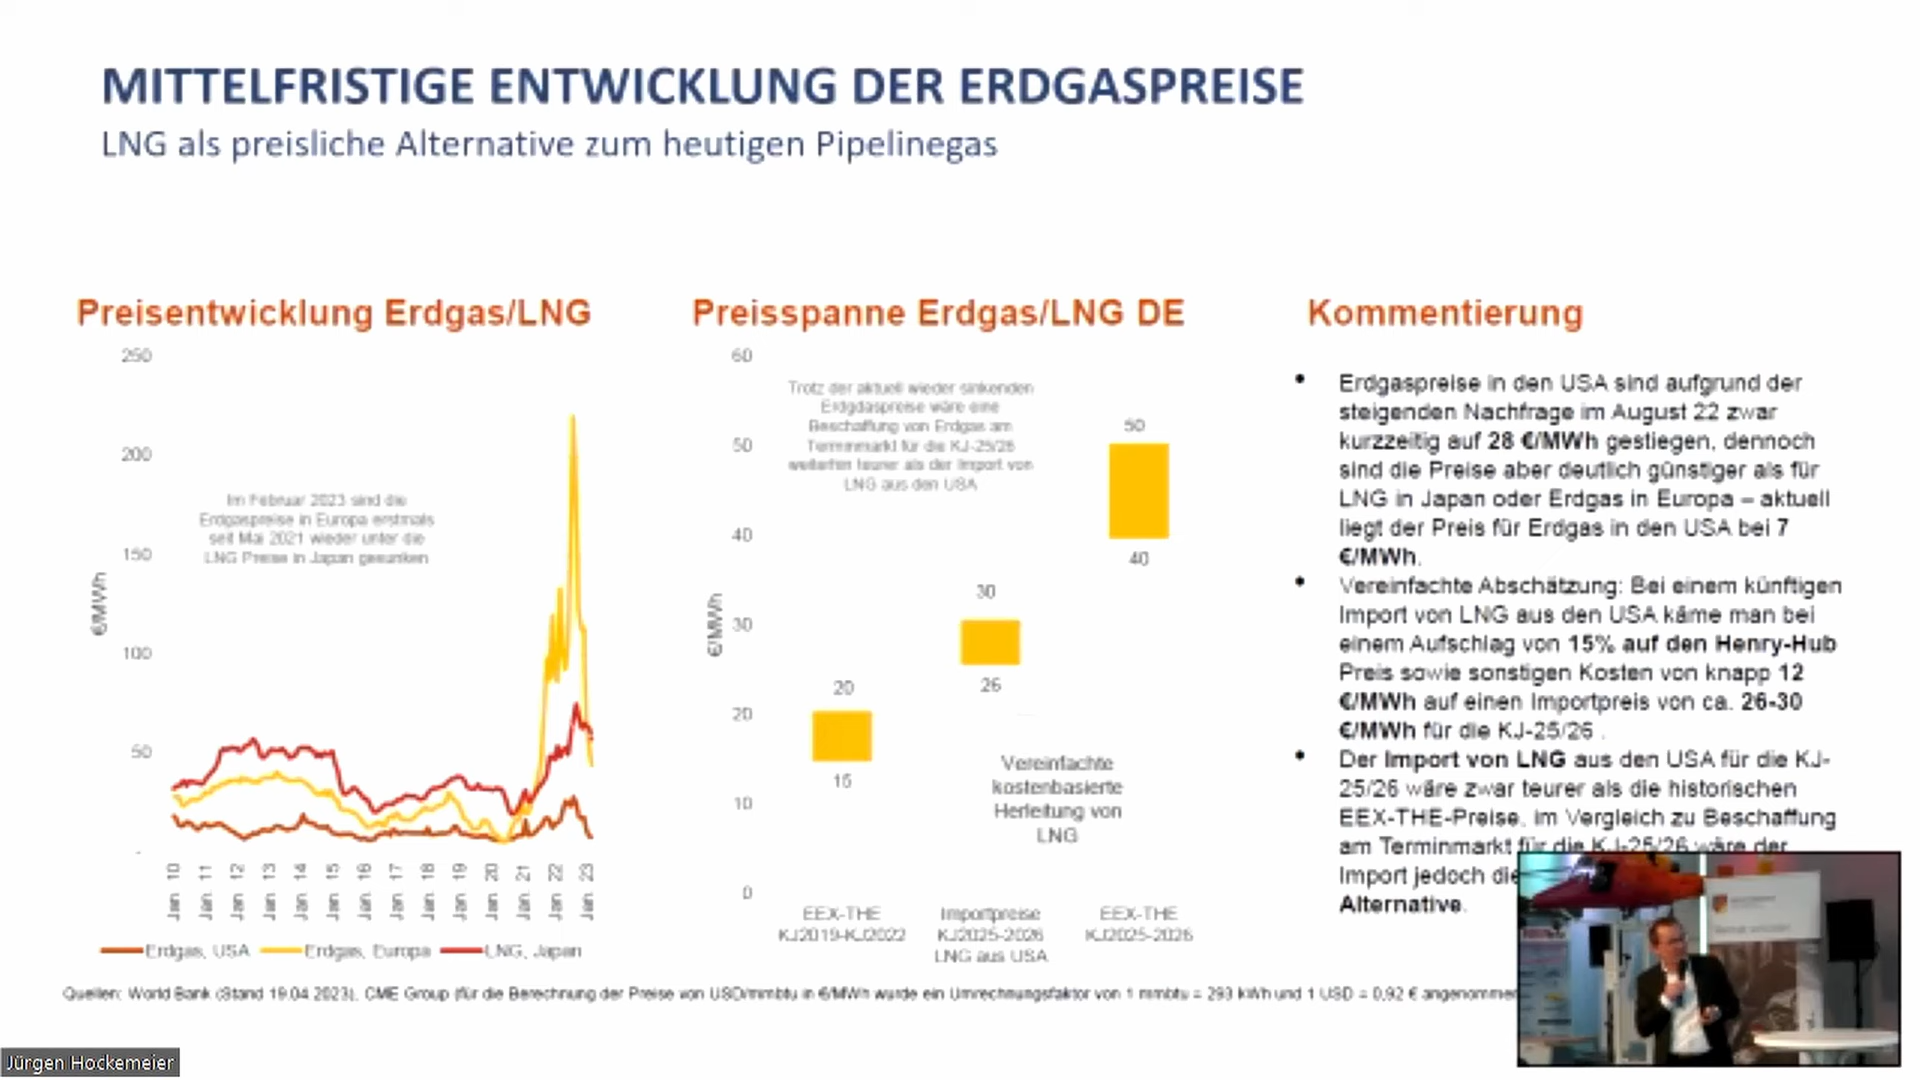 MITTELFRISTIGE ENTWICKLUNG DER ERDGASPREISE
LNG als preisliche Alternative zum heutigen Pipelinegas
Preisentwicklung Erdgas/LNG
250
200
150
100
50
-
€/MWh
Im Februar 2023 sind die
Erdgaspreise in Europa erstmals
seit Mai 2021 wieder unter die
LNG Preise in Japan gesunken
Jan. 10
Jan. 11
Jan. 12
Jan. 13
Jan. 14
Jan. 15
Jan. 16
Jan. 17
Jan. 18
Jan. 19
Jan. 20
Jan. 21
Jan. 22
Jan. 23
Erdgas, USA
Erdgas, Europa
LNG, Japan
Preisspanne Erdgas/LNG DE
60
50
40
30
20
10
0
€/MWh
Trotz der aktuell wieder sinkenden
Erdgdaspreise wäre eine
Beschaffung von Erdgas am
Terminmarkt für die KJ-25/26
weiterhin teurer als der Import von
LNG aus den USA
20
15
30
26
50
40
Vereinfachte
kostenbasierte
Herleitung von
LNG
EEX-THE
KJ2019-KJ2022
Importpreise
KJ2025-2026
LNG aus USA
EEX-THE
KJ2025-2026
Kommentierung
• Erdgaspreise in den USA sind aufgrund der
steigenden Nachfrage im August 22 zwar
kurzzeitig auf 28 €/MWh gestiegen, dennoch
sind die Preise aber deutlich günstiger als für
LNG in Japan oder Erdgas in Europa – aktuell
liegt der Preis für Erdgas in den USA bei 7
€/MWh.
• Vereinfachte Abschätzung: Bei einem künftigen
Import von LNG aus den USA käme man bei
einem Aufschlag von 15% auf den Henry-Hub
Preis sowie sonstigen Kosten von knapp 12
€/MWh auf einen Importpreis von ca. 26-30
€/MWh für die KJ-25/26 .
• Der Import von LNG aus den USA für die KJ-
25/26 wäre zwar teurer als die historischen
EEX-THE-Preise, im Vergleich zu Beschaffung
am Terminmarkt für die KJ-25/26 wäre der
Import jedoch die
Alternative.
Quellen: World Bank (Stand 19.04.2023), CME Group (für die Berechnung der Preise von USD/mmbtu in €/MWh wurde ein Umrechnungsfaktor von 1 mmbtu = 293 kWh und 1 USD = 0,92 € angenommen
Jürgen Hockemeier